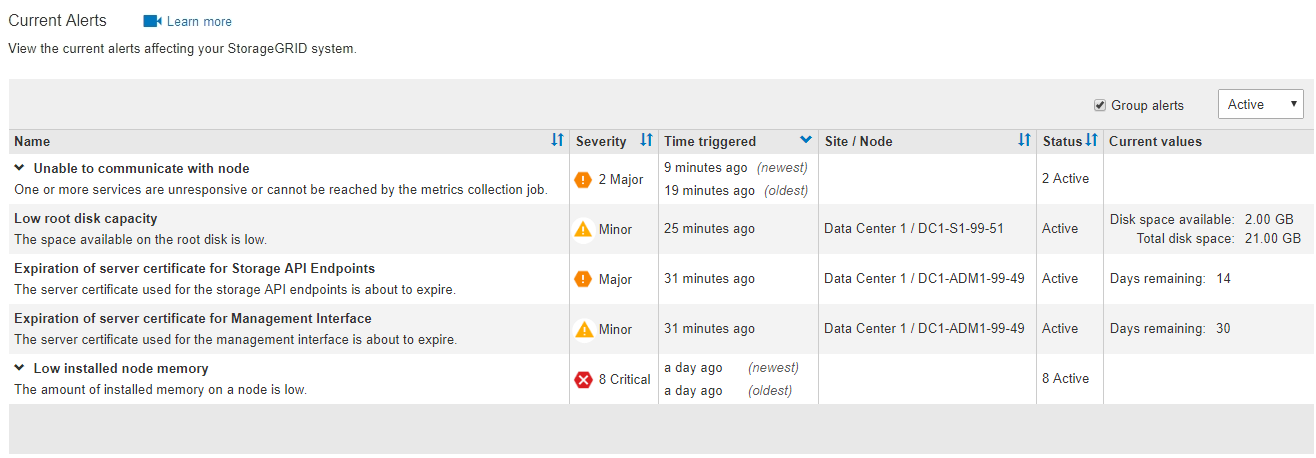 Current Alerts Learn more
View the current alerts affecting your StorageGRID system.
Group alerts Active
Name Severity Time triggered Site / Node Status Current values
Unable to communicate with node
One or more services are unresponsive or cannot be reached by the metrics collection job.
2 Major
9 minutes ago (newest)
19 minutes ago (oldest)
2 Active
Low root disk capacity
The space available on the root disk is low.
Minor
25 minutes ago
Data Center 1 / DC1-S1-99-51
Active
Disk space available: 2.00 GB
Total disk space: 21.00 GB
Expiration of server certificate for Storage API Endpoints
The server certificate used for the storage API endpoints is about to expire.
Major
31 minutes ago
Data Center 1 / DC1-ADM1-99-49
Active
Days remaining: 14
Expiration of server certificate for Management Interface
The server certificate used for the management interface is about to expire.
Minor
31 minutes ago
Data Center 1 / DC1-ADM1-99-49
Active
Days remaining: 30
Low installed node memory
The amount of installed memory on a node is low.
8 Critical
a day ago (newest)
a day ago (oldest)
8 Active